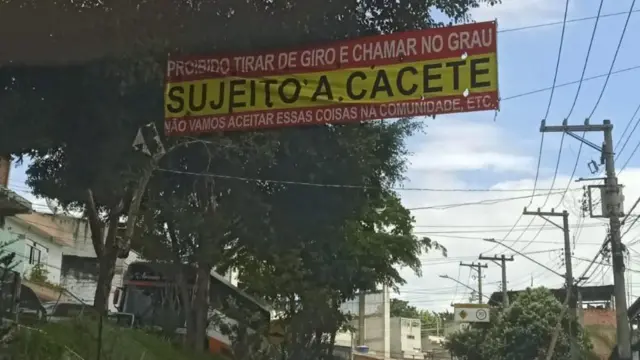 PROIBIDO TIRAR DE GIRO E CHAMAR NO GRAU
SUJEITO A CACETE
NÃO VAMOS ACEITAR ESSAS COISAS NA COMUNIDADE, ETC.